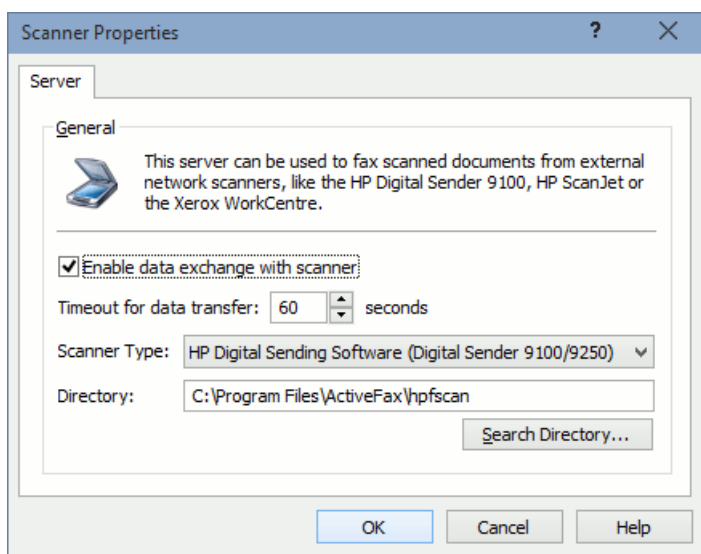 Scanner Properties ?
Server
General
This server can be used to fax scanned documents from external
network scanners, like the HP Digital Sender 9100, HP ScanJet or
the Xerox WorkCentre.
Enable data exchange with scanner
Timeout for data transfer: 60 seconds
Scanner Type: HP Digital Sending Software (Digital Sender 9100/9250)
Directory: C:\Program Files\ActiveFax\hpfscan
Search Directory...
OK Cancel Help